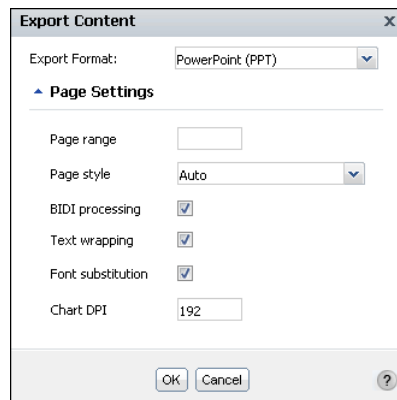 Export Content x
Export Format: PowerPoint (PPT)
Page Settings
Page range
Page style Auto
BIDI processing
Text wrapping
Font substitution
Chart DPI 192
OK Cancel ?